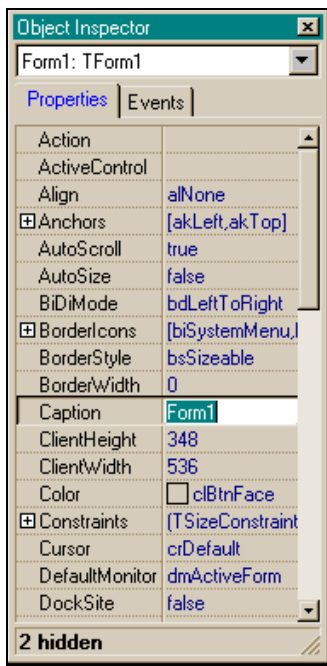 Object Inspector
Form1: TForm1
Properties Events
Action
ActiveControl
Align alNone
Anchors [akLeft,akTop]
AutoScroll true
AutoSize false
BiDiMode bdLeftToRight
BorderIcons [biSystemMenu,
BorderStyle bsSizeable
BorderWidth 0
Caption Form1
ClientHeight 348
ClientWidth 536
Color clBtnFace
Constraints (TSizeConstraint
Cursor crDefault
DefaultMonitor dmActiveForm
DockSite false
2 hidden